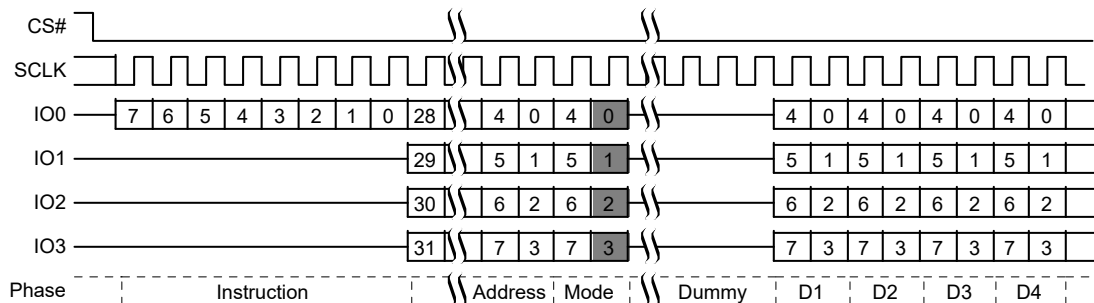 CS#
SCLK
IO0 7 6 5 4 3 2 1 0 28 4 0 4 0 4 0 4 0 4 0 4 0
IO1 29 5 1 5 1 5 1 5 1 5 1 5 1
IO2 30 6 2 6 2 6 2 6 2 6 2 6 2
IO3 31 7 3 7 3 7 3 7 3 7 3 7 3
Phase Instruction Address Mode Dummy D1 D2 D3 D4